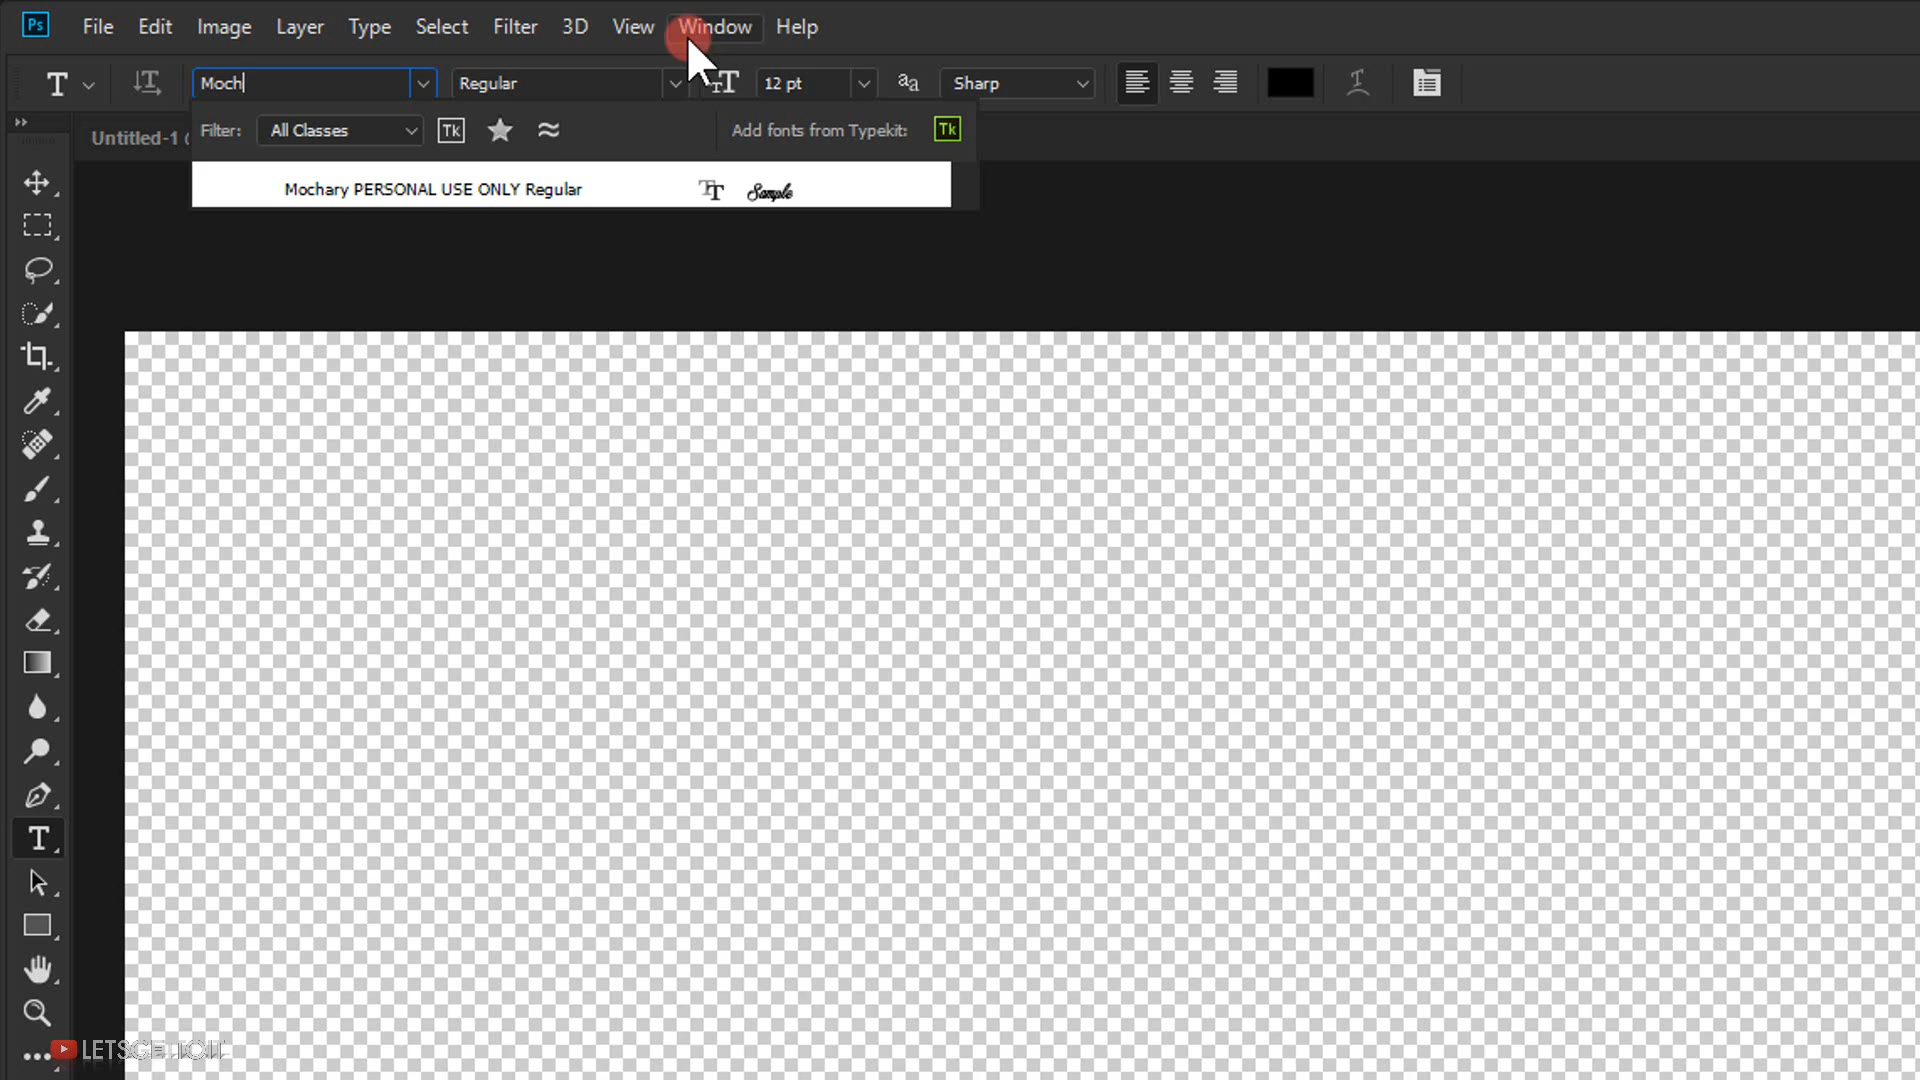 Ps File Edit Image Layer Type Select Filter 3D View Window Help
Moch Regular 12 pt aa Sharp
Filter: All Classes Tk Add fonts from Typekit: Tk
Untitled-1
Mochary PERSONAL USE ONLY Regular Sample